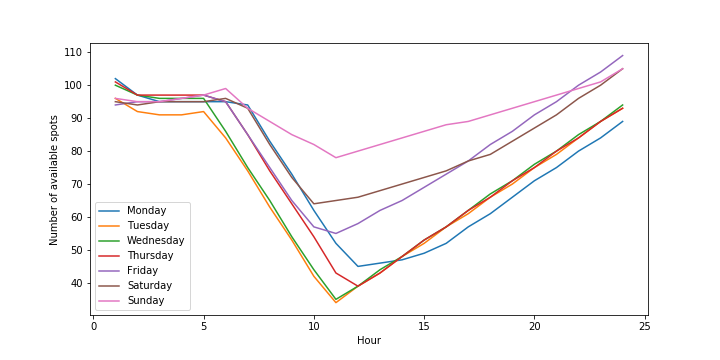 110
100
90
80
70
60
50
40
Number of available spots
Monday
Tuesday
Wednesday
Thursday
Friday
Saturday
Sunday
0
5
10
15
20
25
Hour